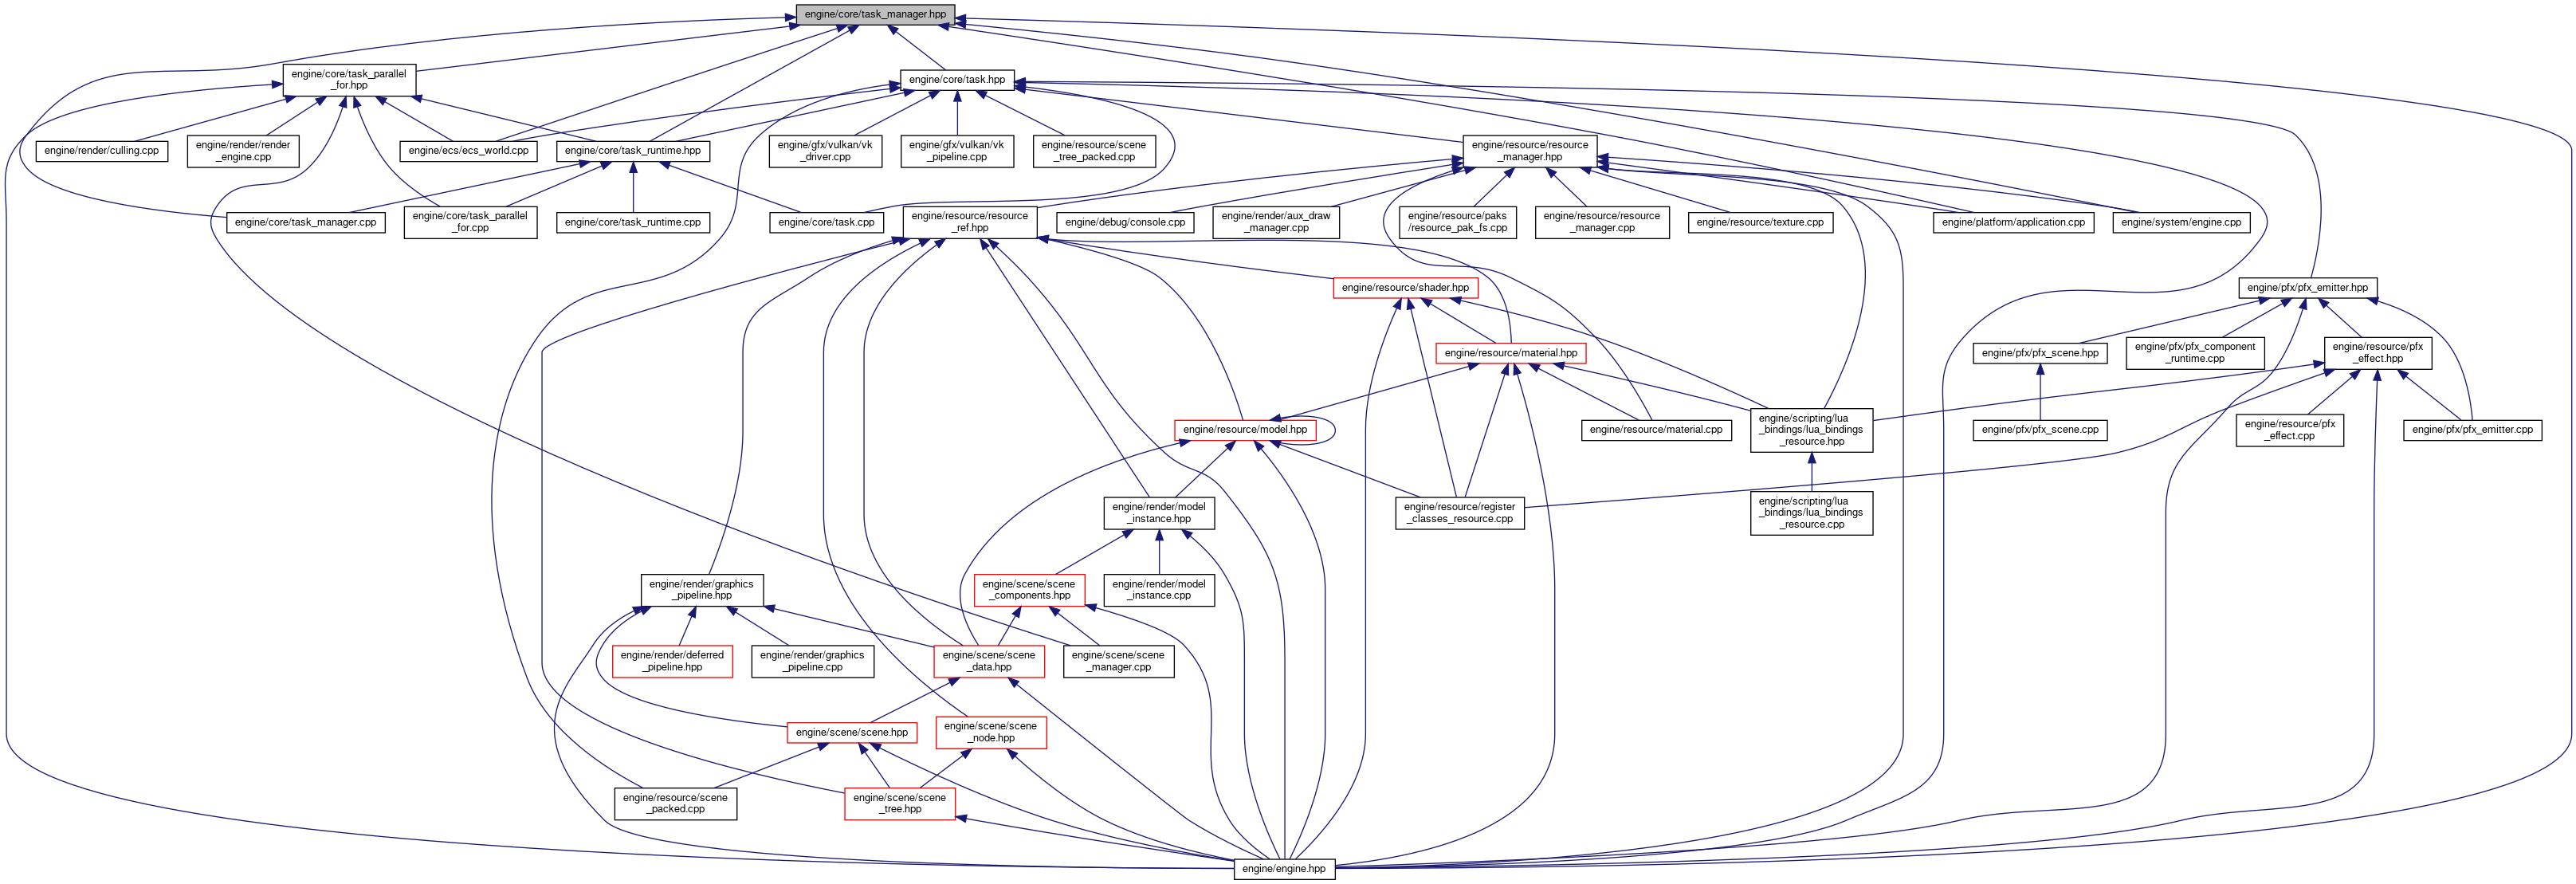 engine/core/task_manager.hpp
engine/core/task_parallel
_for.hpp
engine/core/task.hpp
engine/render/culling.cpp
engine/render/render
_engine.cpp
engine/ecs/ecs_world.cpp
engine/core/task_runtime.hpp
engine/gfx/vulkan/vk
_driver.cpp
engine/gfx/vulkan/vk
_pipeline.cpp
engine/resource/scene
_tree_packed.cpp
engine/resource/resource
_manager.hpp
engine/core/task_manager.cpp
engine/core/task_parallel
_for.cpp
engine/core/task_runtime.cpp
engine/core/task.cpp
engine/resource/resource
_ref.hpp
engine/debug/console.cpp
engine/render/aux_draw
_manager.cpp
engine/resource/paks
/resource_pak_fs.cpp
engine/resource/resource
_manager.cpp
engine/resource/texture.cpp
engine/platform/application.cpp
engine/system/engine.cpp
engine/resource/shader.hpp
engine/pfx/pfx_emitter.hpp
engine/resource/material.hpp
engine/pfx/pfx_scene.hpp
engine/pfx/pfx_component
_runtime.cpp
engine/resource/pfx
_effect.hpp
engine/resource/model.hpp
engine/resource/material.cpp
engine/scripting/lua
_bindings/lua_bindings
_resource.hpp
engine/pfx/pfx_scene.cpp
engine/resource/pfx
_effect.cpp
engine/pfx/pfx_emitter.cpp
engine/render/model
_instance.hpp
engine/resource/register
_classes_resource.cpp
engine/scripting/lua
_bindings/lua_bindings
_resource.cpp
engine/render/graphics
_pipeline.hpp
engine/scene/scene
_components.hpp
engine/render/model
_instance.cpp
engine/render/deferred
_pipeline.hpp
engine/render/graphics
_pipeline.cpp
engine/scene/scene
_data.hpp
engine/scene/scene
_manager.cpp
engine/scene/scene.hpp
engine/scene/scene
_node.hpp
engine/resource/scene
_packed.cpp
engine/scene/scene
_tree.hpp
engine/engine.hpp